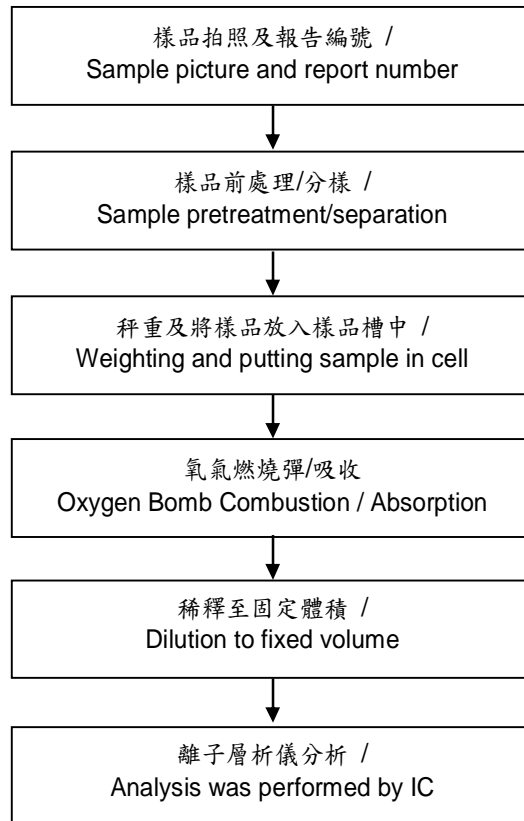 樣品拍照及報告編號 /
Sample picture and report number
樣品前處理/分樣 /
Sample pretreatment/separation
秤重及將樣品放入樣品槽中 /
Weighting and putting sample in cell
氧氣燃燒彈/吸收
Oxygen Bomb Combustion / Absorption
稀釋至固定體積 /
Dilution to fixed volume
離子層析儀分析 /
Analysis was performed by IC